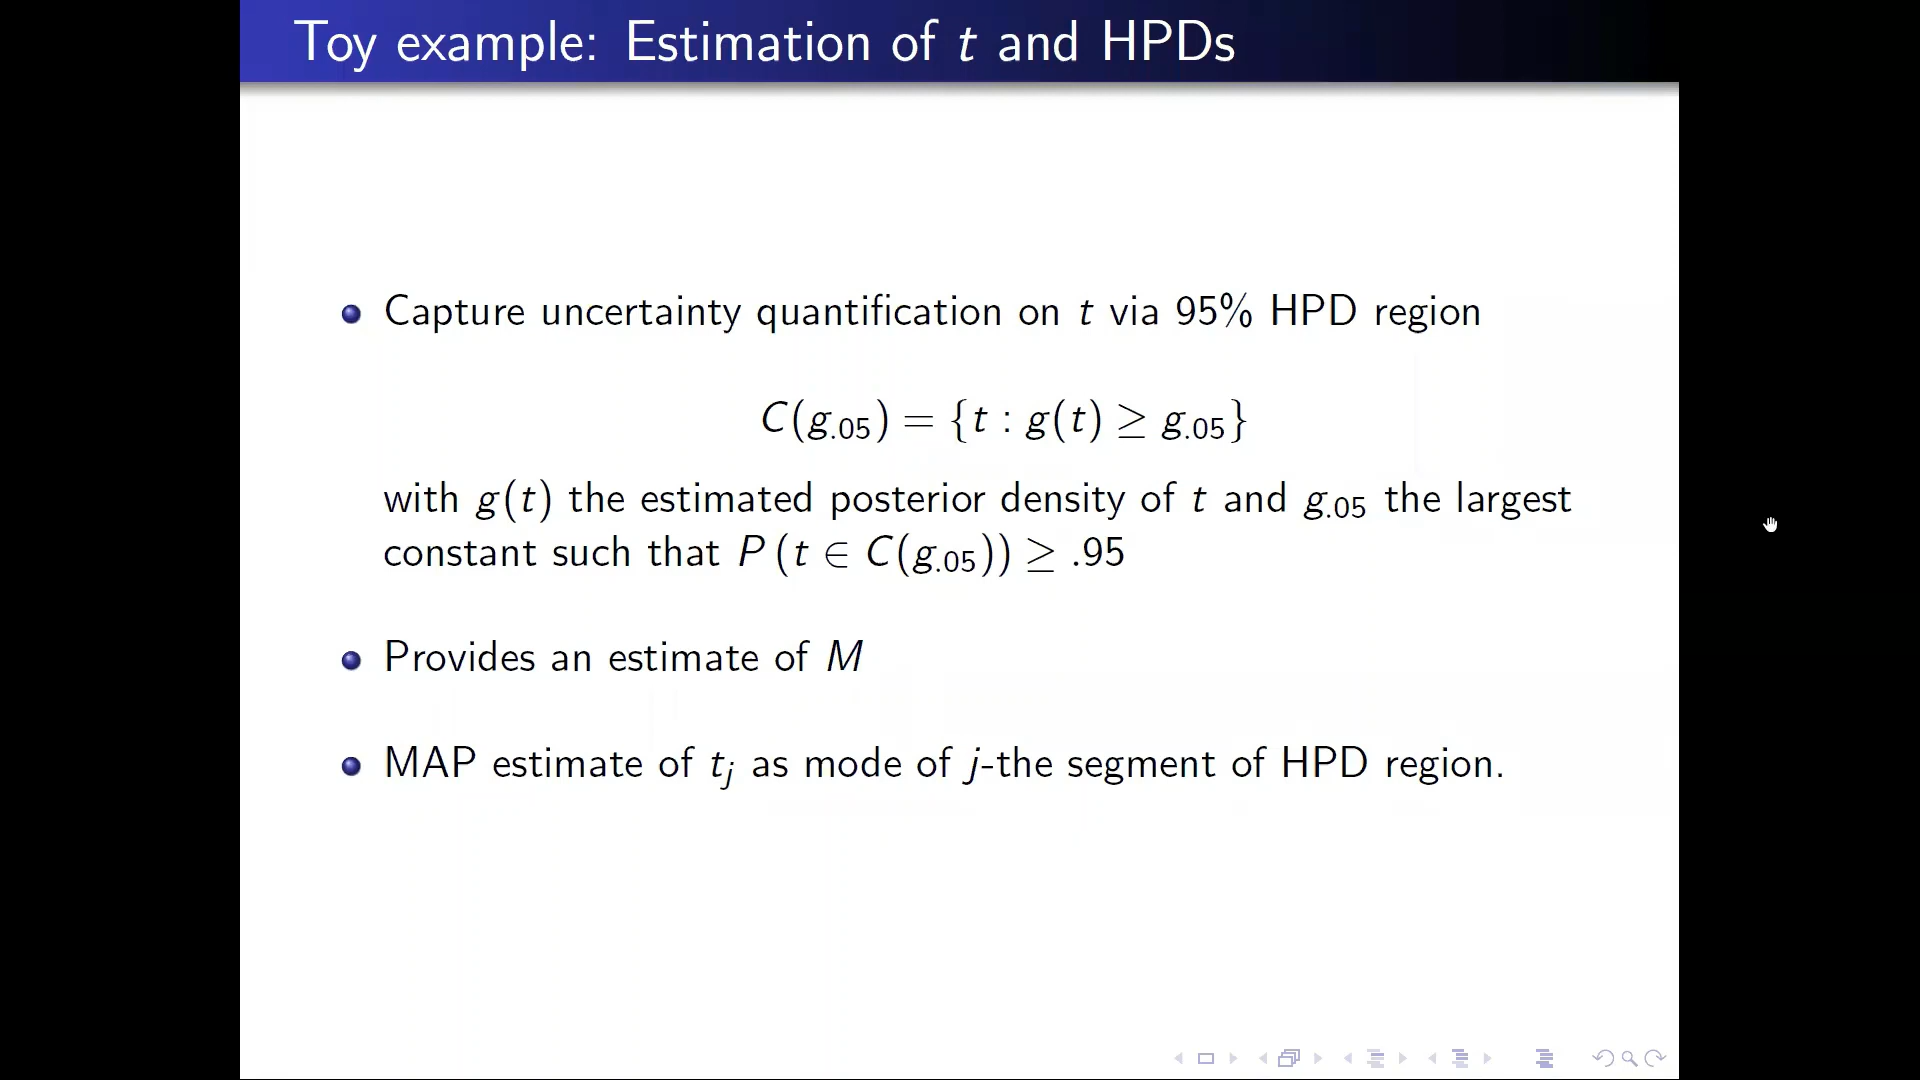 Toy example: Estimation of t and HPDs
Capture uncertainty quantification on t via 95% HPD region
C(g.05) = {t : g(t) ≥ g.05}
with g(t) the estimated posterior density of t and g.05 the largest
constant such that P (t ∈ C(g.05)) ≥ .95
Provides an estimate of M
MAP estimate of tj as mode of j-the segment of HPD region.